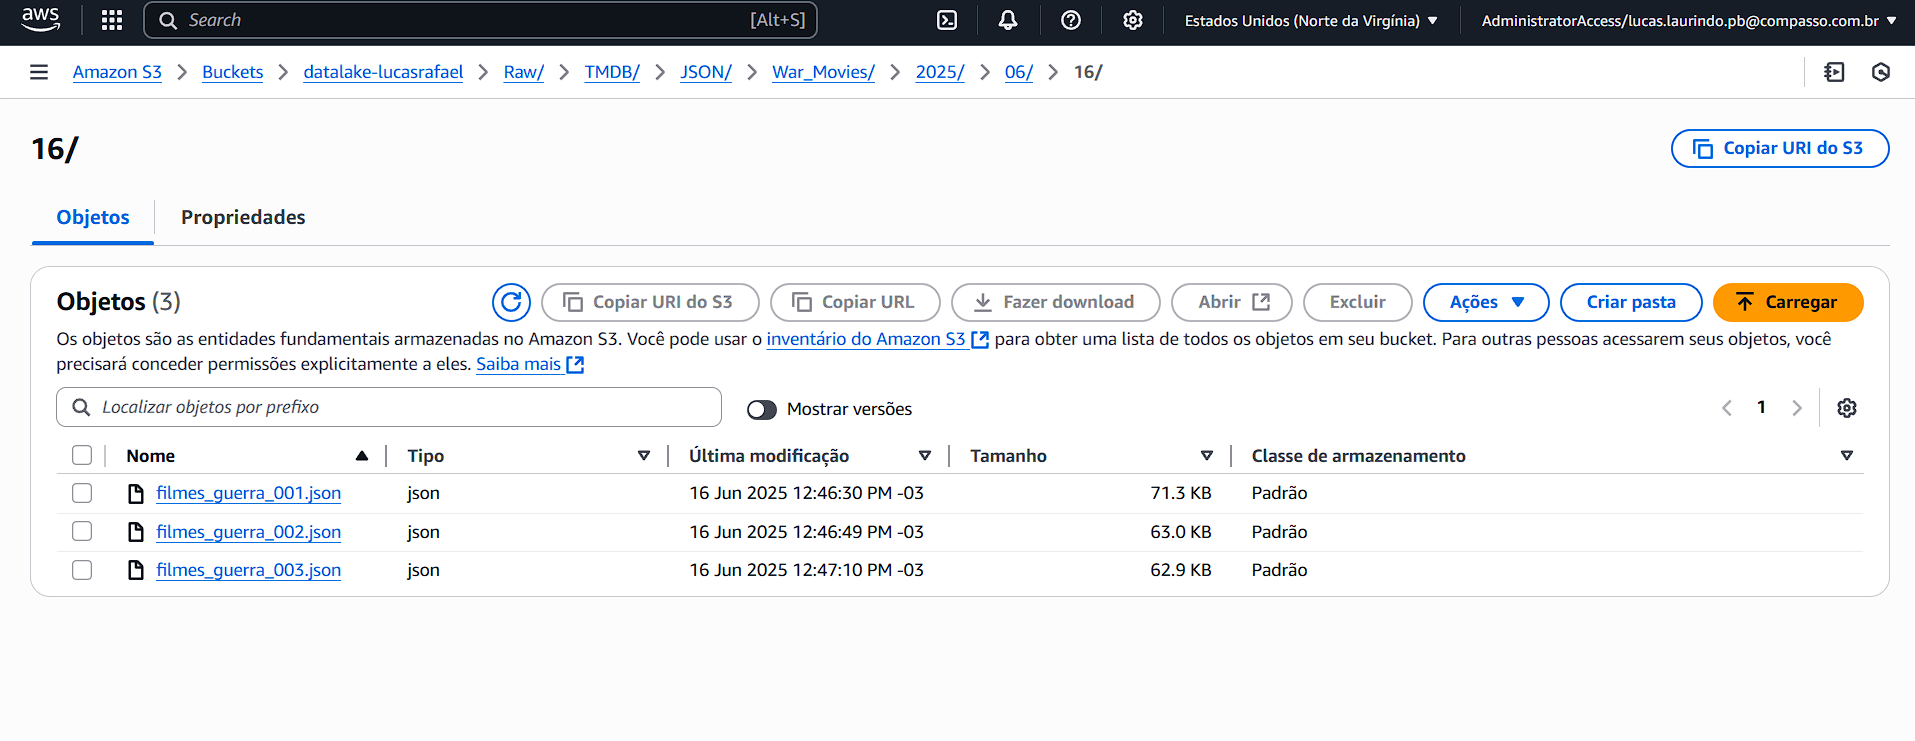 aws Search [Alt+S] Estados Unidos (Norte da Virgínia) AdministratorAccess/lucas.laurindo.pb@compasso.com.br
Amazon S3 Buckets datalake-lucasrafael Raw/ TMDB/ JSON/ War_Movies/ 2025/ 06/ 16/
16/ Copiar URI do S3
Objetos Propriedades
Objetos (3) Copiar URI do S3 Copiar URL Fazer download Abrir Excluir Ações Criar pasta Carregar
Os objetos são as entidades fundamentais armazenadas no Amazon S3. Você pode usar o inventário do Amazon S3 para obter uma lista de todos os objetos em seu bucket. Para outras pessoas acessarem seus objetos, você
precisará conceder permissões explicitamente a eles. Saiba mais
Localizar objetos por prefixo Mostrar versões 1
Nome Tipo Última modificação Tamanho Classe de armazenamento
filmes_guerra_001.json json 16 Jun 2025 12:46:30 PM -03 71.3 KB Padrão
filmes_guerra_002.json json 16 Jun 2025 12:46:49 PM -03 63.0 KB Padrão
filmes_guerra_003.json json 16 Jun 2025 12:47:10 PM -03 62.9 KB Padrão